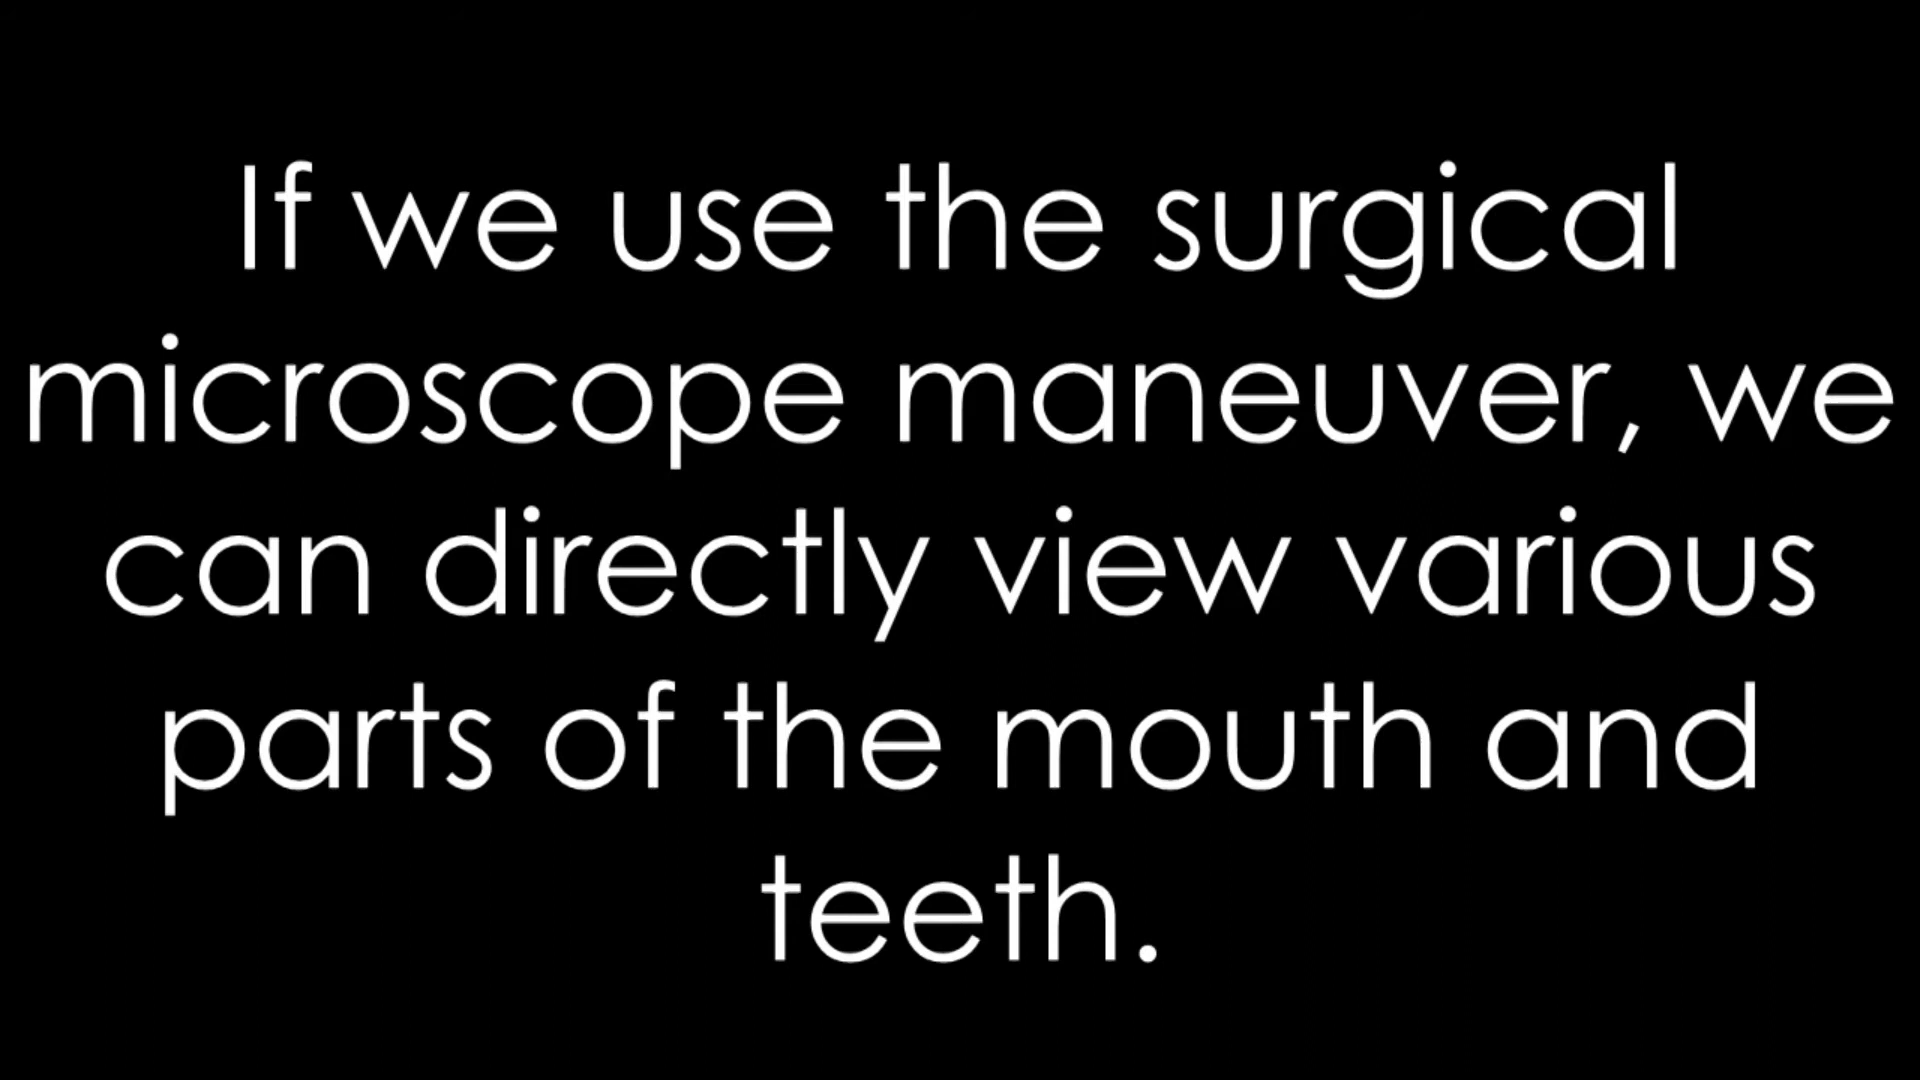 If we use the surgical
microscope maneuver, we
can directly view various
parts of the mouth and
teeth.